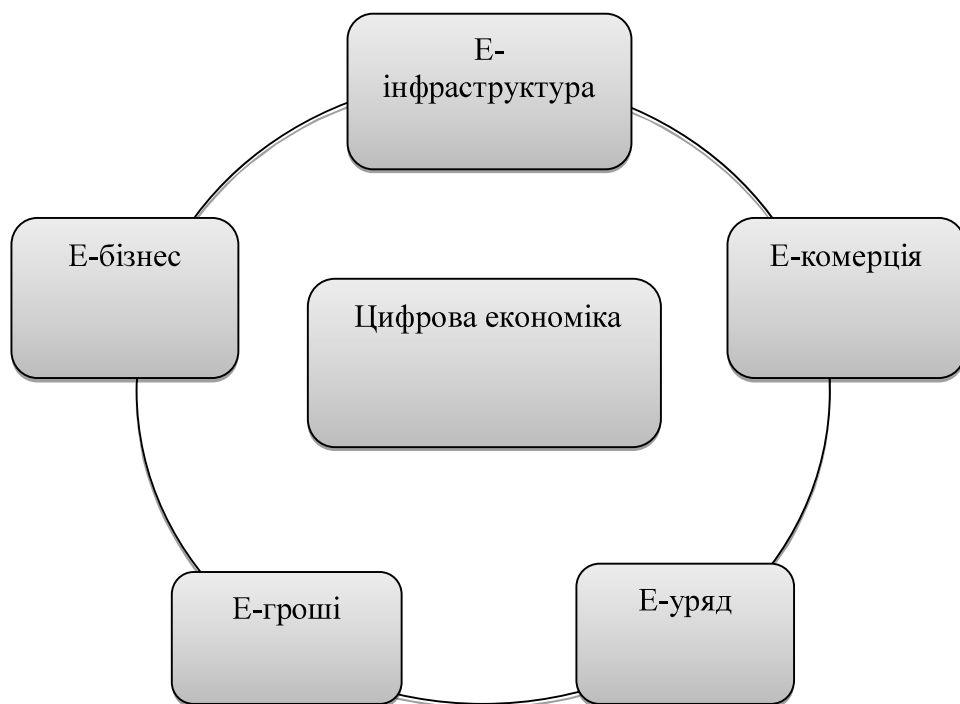 Е-
інфраструктура
Е-бізнес
Е-комерція
Цифрова економіка
Е-гроші
Е-уряд